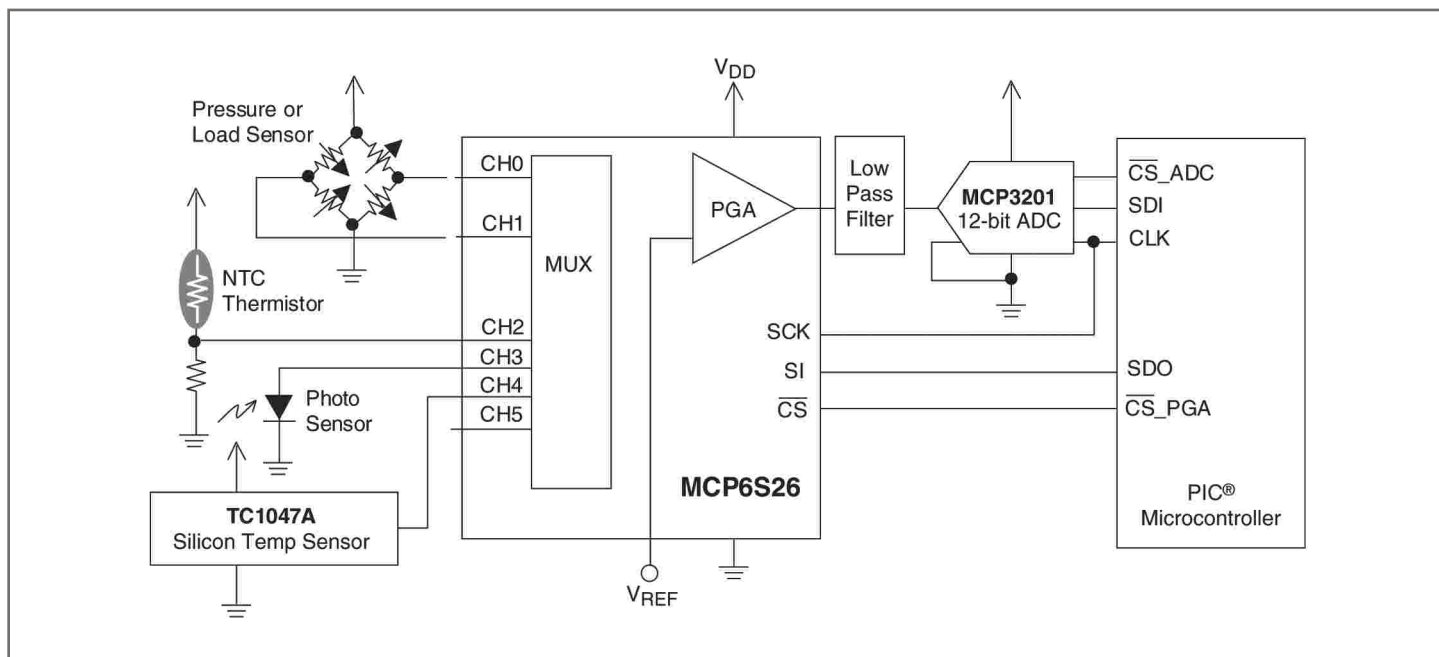 Pressure or
Load Sensor
NTC
Thermistor
Photo
Sensor
TC1047A
Silicon Temp Sensor
CH0
CH1
CH2
CH3
CH4
CH5
MUX
VDD
PGA
VREF
SCK
SI
CS
MCP6S26
Low
Pass
Filter
MCP3201
12-bit ADC
CS_ADC
SDI
CLK
SDO
CS_PGA
PIC®
Microcontroller